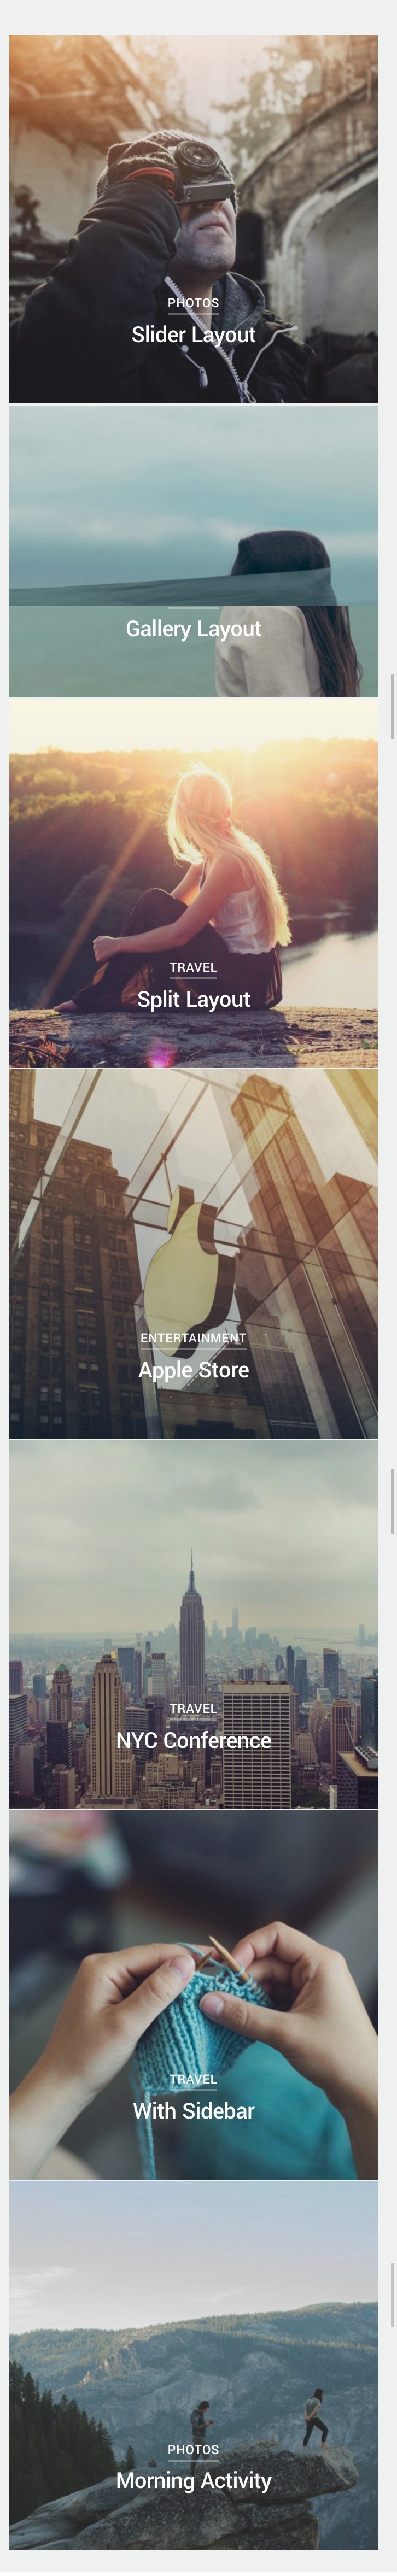 PHOTOS
Slider Layout
Gallery Layout
TRAVEL
Split Layout
ENTERTAINMENT
Apple Store
TRAVEL
NYC Conference
TRAVEL
With Sidebar
PHOTOS
Morning Activity